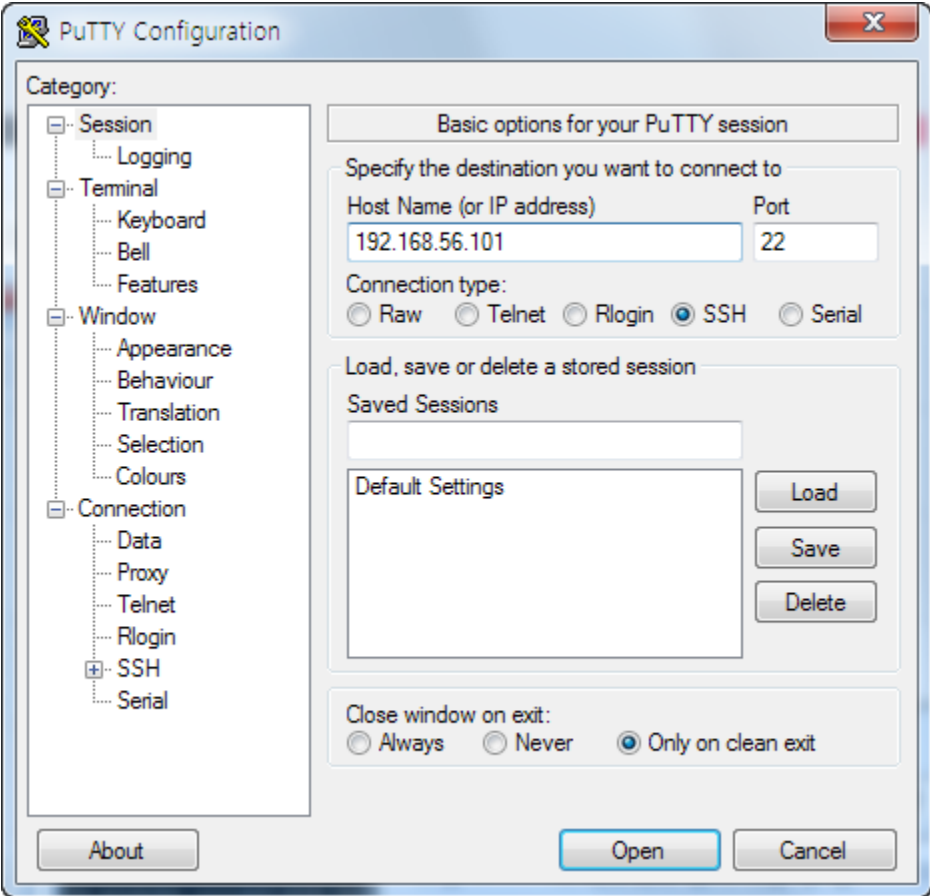 PuTTY Configuration
Category:
Session
Logging
Terminal
Keyboard
Bell
Features
Window
Appearance
Behaviour
Translation
Selection
Colours
Connection
Data
Proxy
Telnet
Rlogin
SSH
Serial
Basic options for your PuTTY session
Specify the destination you want to connect to
Host Name (or IP address) Port
192.168.56.101 22
Connection type:
Raw Telnet Rlogin SSH Serial
Load, save or delete a stored session
Saved Sessions
Default Settings
Load
Save
Delete
Close window on exit:
Always Never Only on clean exit
About Open Cancel